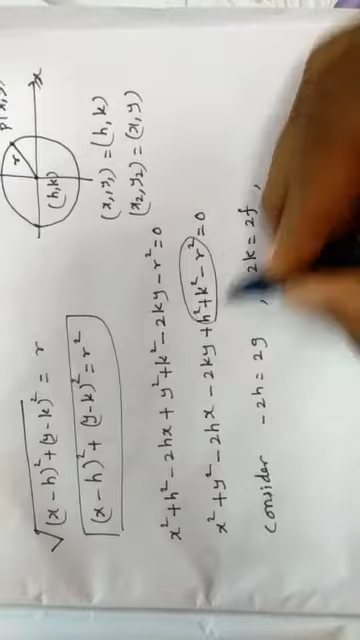 √(x-h)²+(y-k)² = r
(x-h)²+(y-k)²=r²
r
(h,k)
x
(x₁,y₁)=(h,k)
(x₂,y₂)=(x,y)
x²+h²-2hx+y²+k²-2ky-r²=0
x²+y²-2hx-2ky+h²+k²-r²=0
Consider -2h=2g , 2k=2f,